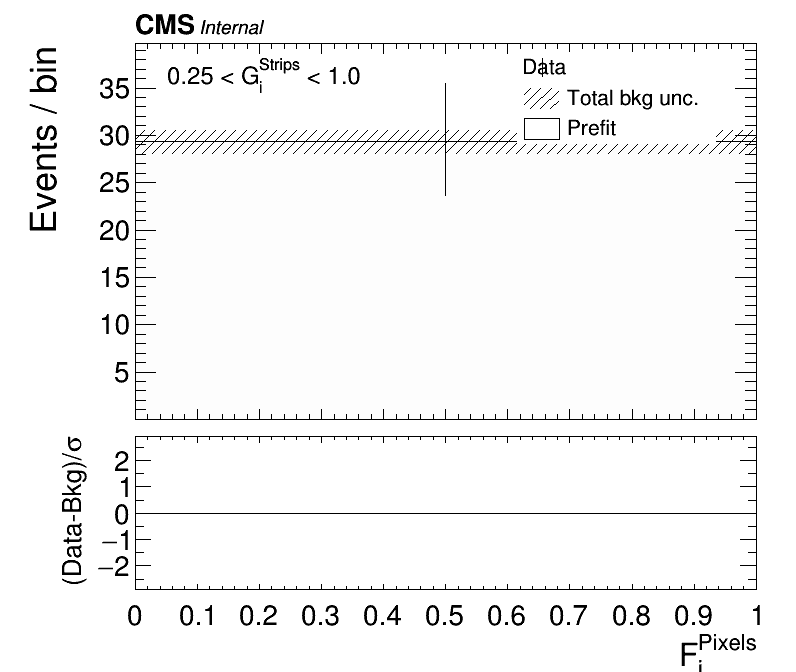 CMS Internal
0.25 < G_i^Strips < 1.0
Data
Total bkg unc.
Prefit
Events / bin
35
30
25
20
15
10
5
(Data-Bkg)/σ
2
1
0
−1
−2
0 0.1 0.2 0.3 0.4 0.5 0.6 0.7 0.8 0.9 1
F_i^Pixels